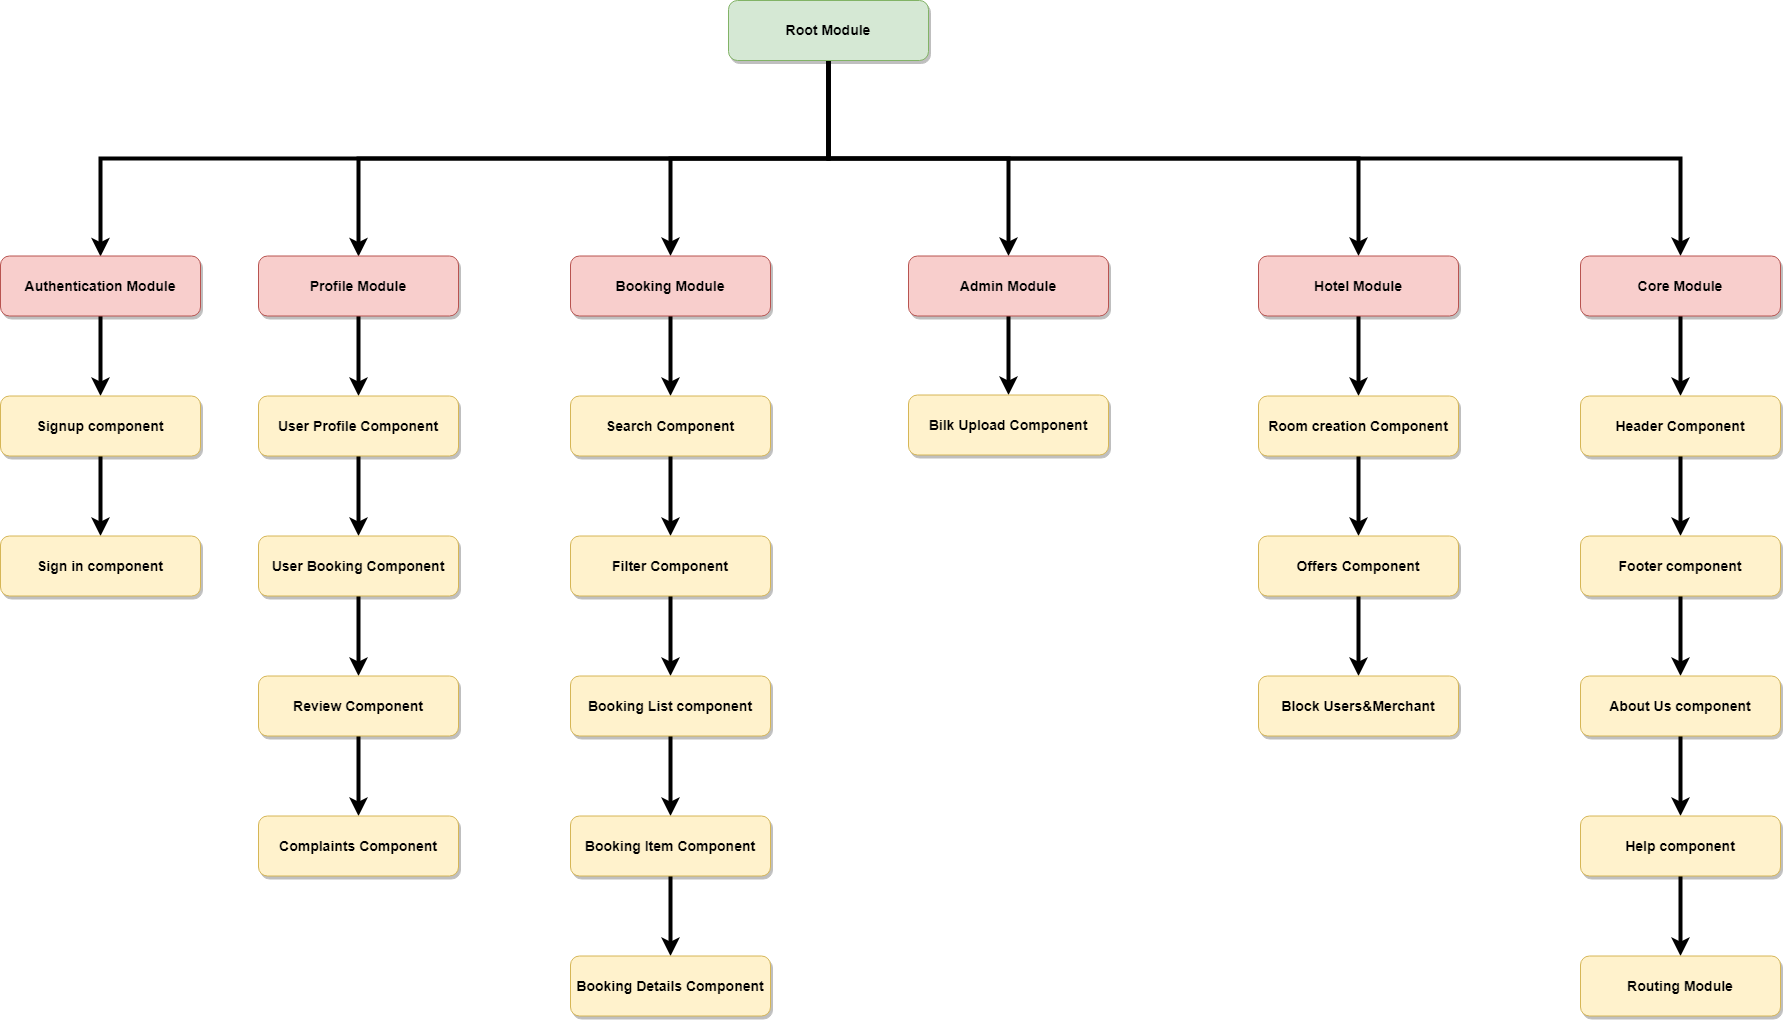 Root Module
Authentication Module
Profile Module
Booking Module
Admin Module
Hotel Module
Core Module
Signup component
User Profile Component
Search Component
Bilk Upload Component
Room creation Component
Header Component
Sign in component
User Booking Component
Filter Component
Offers Component
Footer component
Review Component
Booking List component
Block Users&Merchant
About Us component
Complaints Component
Booking Item Component
Help component
Booking Details Component
Routing Module